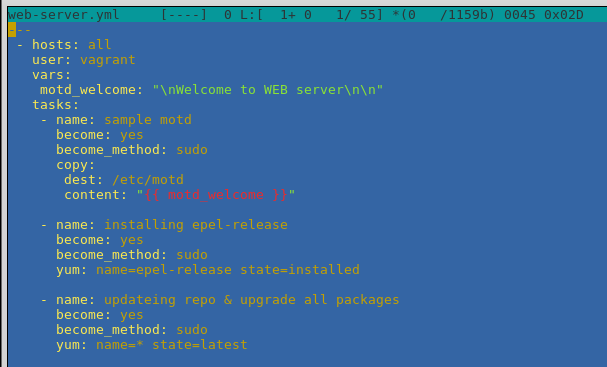 web-server.yml     [----]  0 L:[  1+ 0   1/ 55] *(0   /1159b) 0045 0x02D
---
 - hosts: all
   user: vagrant
   vars:
    motd_welcome: "\nWelcome to WEB server\n\n"
   tasks:
    - name: sample motd
      become: yes
      become_method: sudo
      copy:
       dest: /etc/motd
       content: "{{ motd_welcome }}"
    - name: installing epel-release
      become: yes
      become_method: sudo
      yum: name=epel-release state=installed
    - name: updateing repo & upgrade all packages
      become: yes
      become_method: sudo
      yum: name=* state=latest